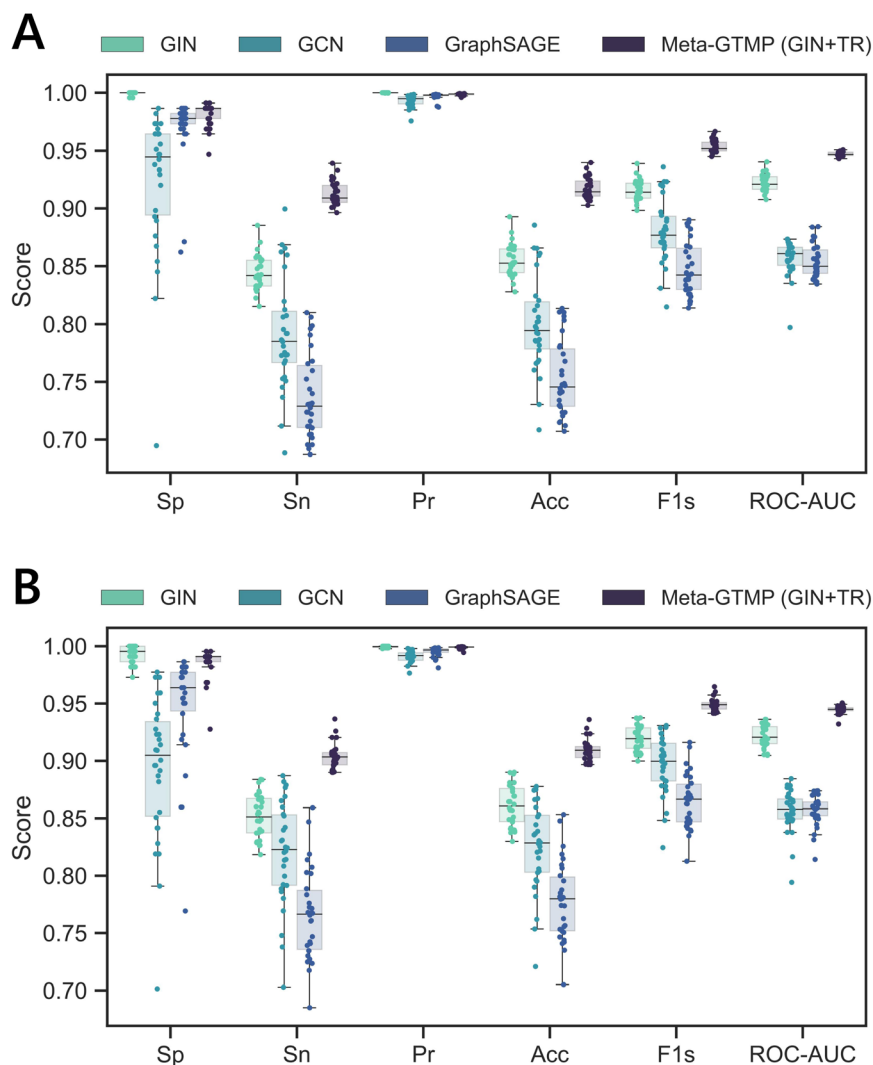 A
GIN GCN GraphSAGE Meta-GTMP (GIN+TR)
1.00
0.95
0.90
0.85
0.80
0.75
0.70
Score
Sp Sn Pr Acc F1s ROC-AUC
B
GIN GCN GraphSAGE Meta-GTMP (GIN+TR)
1.00
0.95
0.90
0.85
0.80
0.75
0.70
Score
Sp Sn Pr Acc F1s ROC-AUC